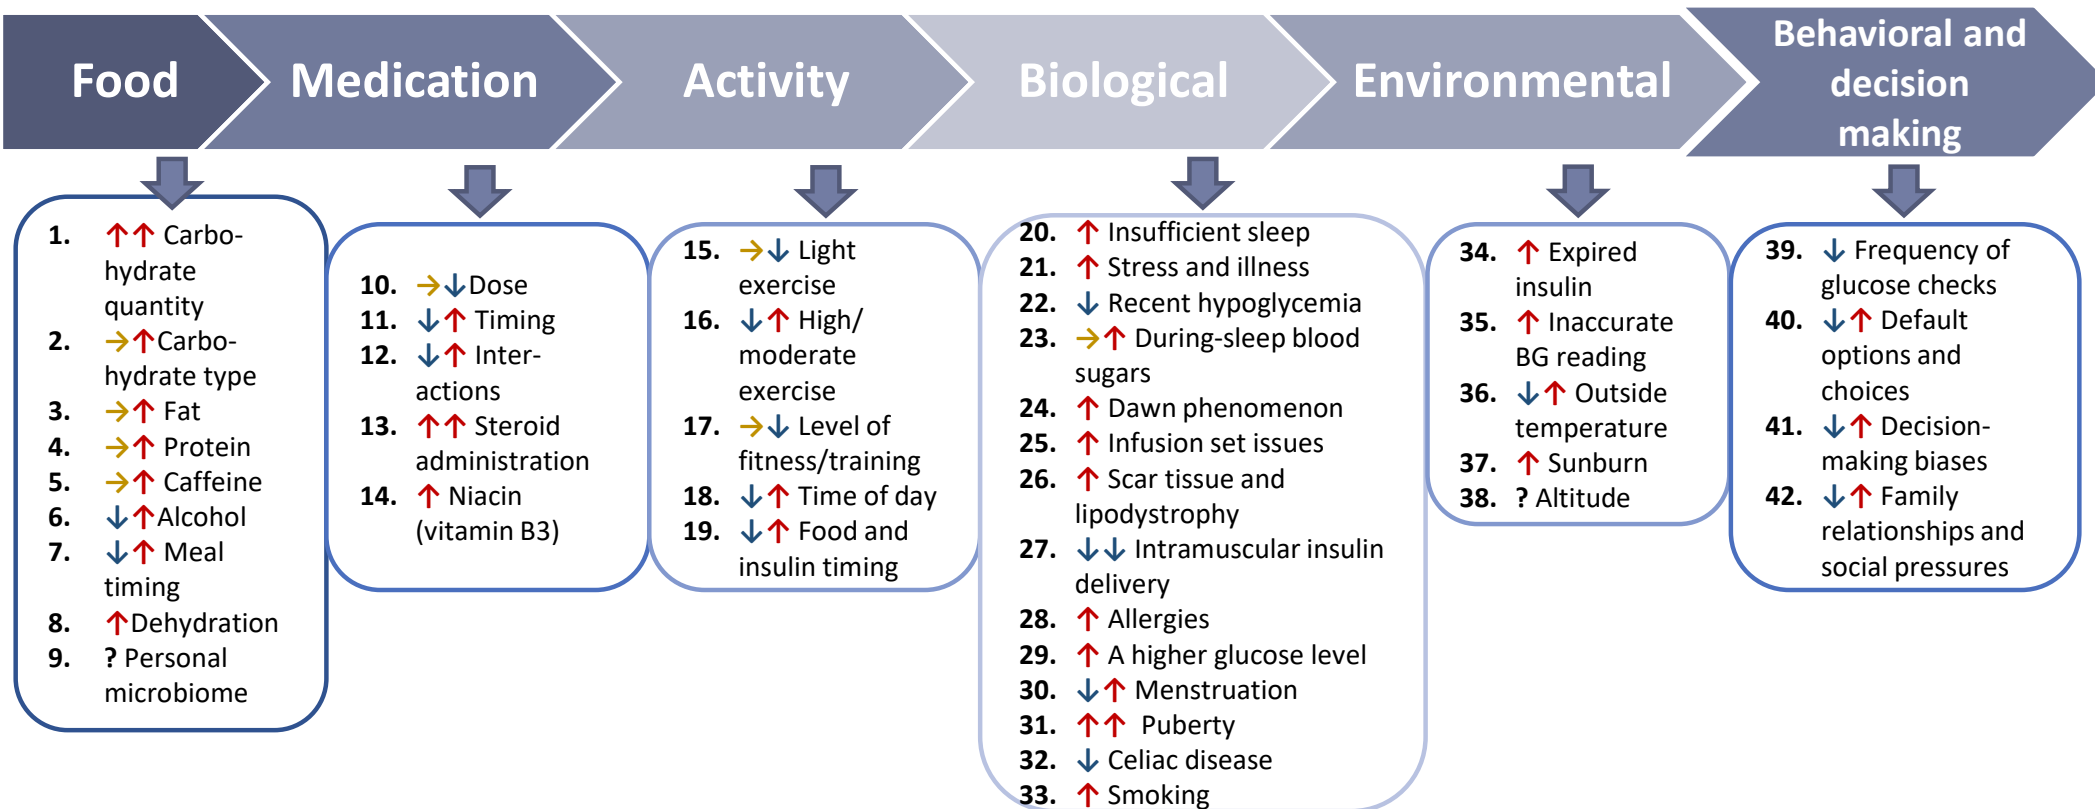 Food
Medication
Activity
Biological
Environmental
Behavioral and
decision
making
1. ↑↑ Carbo-
hydrate
quantity
2. →↑Carbo-
hydrate type
3. →↑ Fat
4. →↑ Protein
5. →↑ Caffeine
6. ↓↑Alcohol
7. ↓↑ Meal
timing
8. ↑Dehydration
9. ? Personal
microbiome
10. →↓Dose
11. ↓↑ Timing
12. ↓↑ Inter-
actions
13. ↑↑ Steroid
administration
14. ↑ Niacin
(vitamin B3)
15. →↓ Light
exercise
16. ↓↑ High/
moderate
exercise
17. →↓ Level of
fitness/training
18. ↓↑ Time of day
19. ↓↑ Food and
insulin timing
20. ↑ Insufficient sleep
21. ↑ Stress and illness
22. ↓ Recent hypoglycemia
23. →↑ During-sleep blood
sugars
24. ↑ Dawn phenomenon
25. ↑ Infusion set issues
26. ↑ Scar tissue and
lipodystrophy
27. ↓↓ Intramuscular insulin
delivery
28. ↑ Allergies
29. ↑ A higher glucose level
30. ↓↑ Menstruation
31. ↑↑ Puberty
32. ↓ Celiac disease
33. ↑ Smoking
34. ↑ Expired
insulin
35. ↑ Inaccurate
BG reading
36. ↓↑ Outside
temperature
37. ↑ Sunburn
38. ? Altitude
39. ↓ Frequency of
glucose checks
40. ↓↑ Default
options and
choices
41. ↓↑ Decision-
making biases
42. ↓↑ Family
relationships and
social pressures